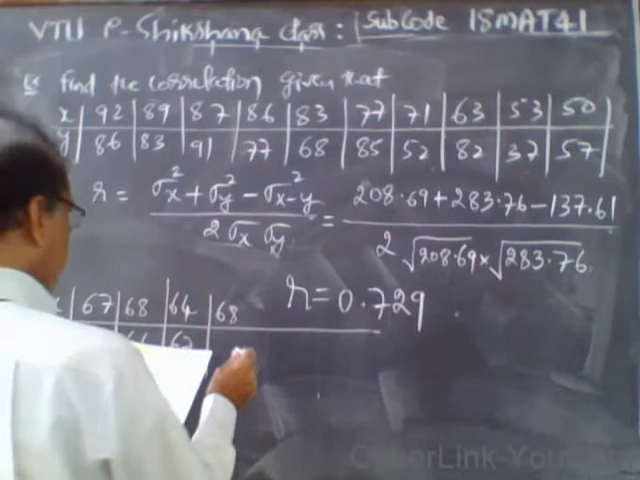 VTU e-Shikshana class : Sub Code 15MAT41
Ex Find the correlation given that
x 92 89 87 86 83 77 71 63 53 50
y 86 83 91 77 68 85 52 82 37 57
r = σx² + σy² - σx-y² / 2 σx σy = 208.69 + 283.76 - 137.61 / 2 √208.69 × √283.76
r = 0.729
67 68 64 68